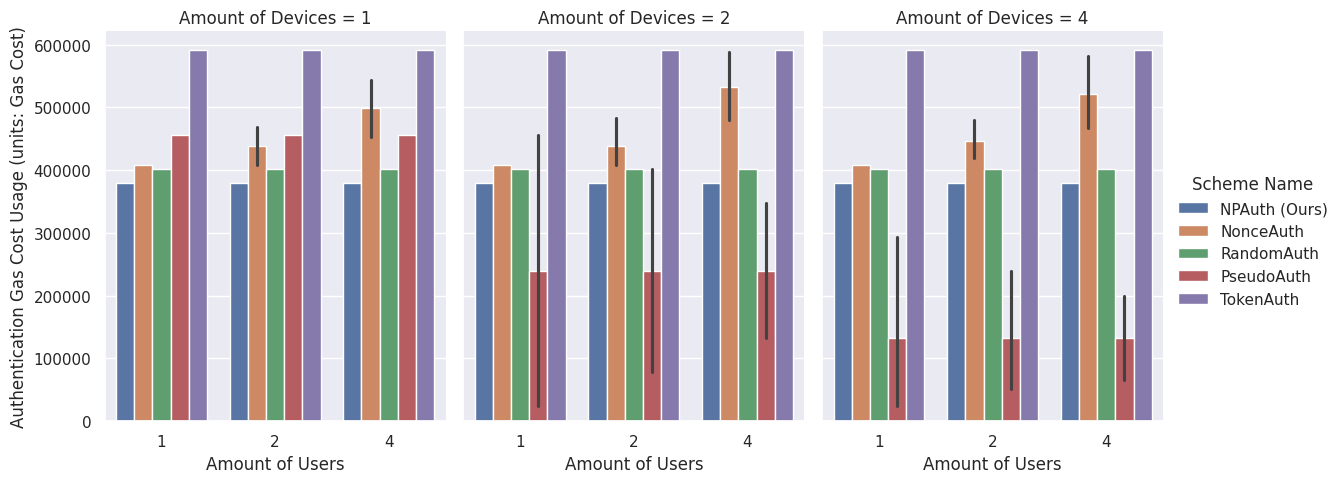 Amount of Devices = 1
Amount of Devices = 2
Amount of Devices = 4
Authentication Gas Cost Usage (units: Gas Cost)
600000
500000
400000
300000
200000
100000
0
1 2 4
1 2 4
1 2 4
Amount of Users
Amount of Users
Amount of Users
Scheme Name
NPAuth (Ours)
NonceAuth
RandomAuth
PseudoAuth
TokenAuth